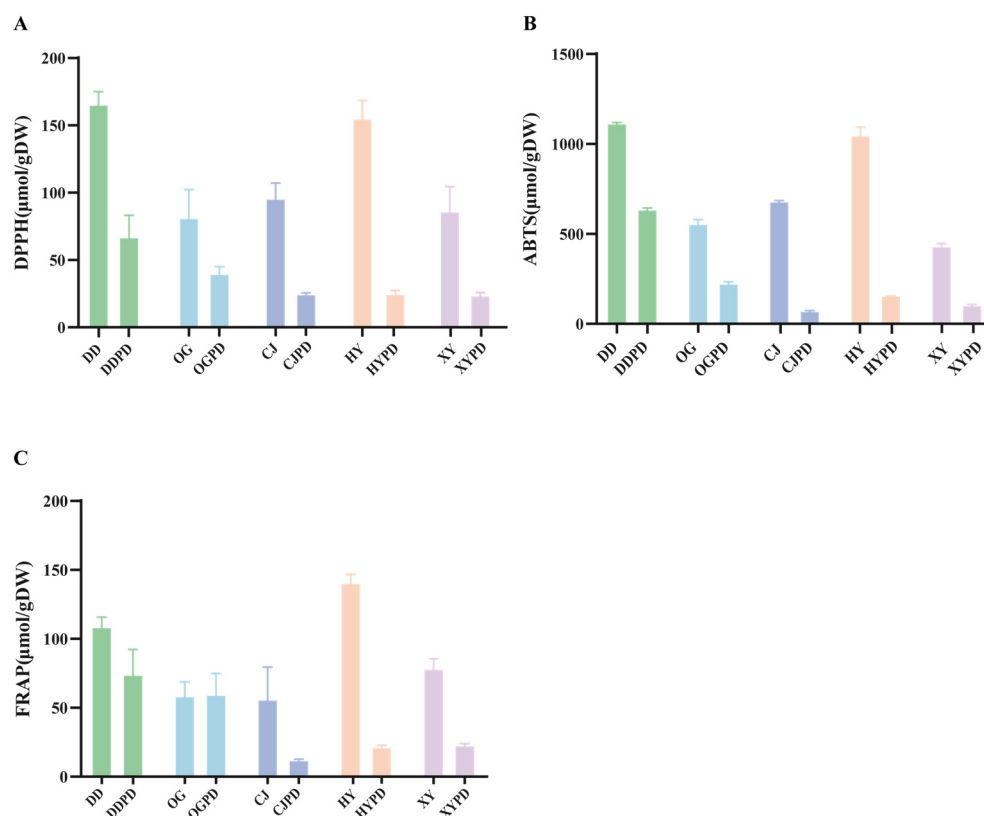 A
DPPH(μmol/gDW)
200
150
100
50
0
DD DDPD OG OGPD CJ CJPD HY HYPD XY XYPD
B
ABTS(μmol/gDW)
1500
1000
500
0
DD DDPD OG OGPD CJ CJPD HY HYPD XY XYPD
C
FRAP(μmol/gDW)
200
150
100
50
0
DD DDPD OG OGPD CJ CJPD HY HYPD XY XYPD